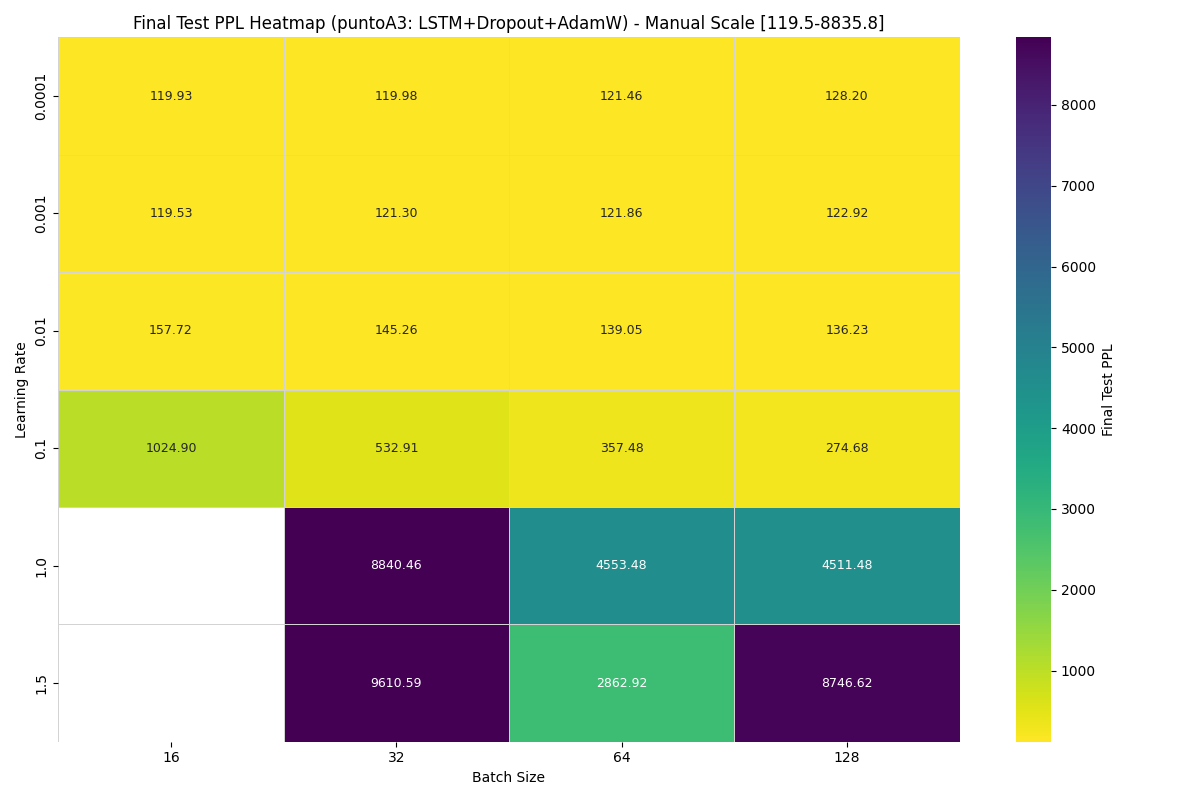 Final Test PPL Heatmap (puntoA3: LSTM+Dropout+AdamW) - Manual Scale [119.5-8835.8]
Learning Rate
0.0001 119.93 119.98 121.46 128.20
0.001 119.53 121.30 121.86 122.92
0.01 157.72 145.26 139.05 136.23
0.1 1024.90 532.91 357.48 274.68
1.0 8840.46 4553.48 4511.48
1.5 9610.59 2862.92 8746.62
16 32 64 128
Batch Size
8000
7000
6000
5000
4000
3000
2000
1000
Final Test PPL